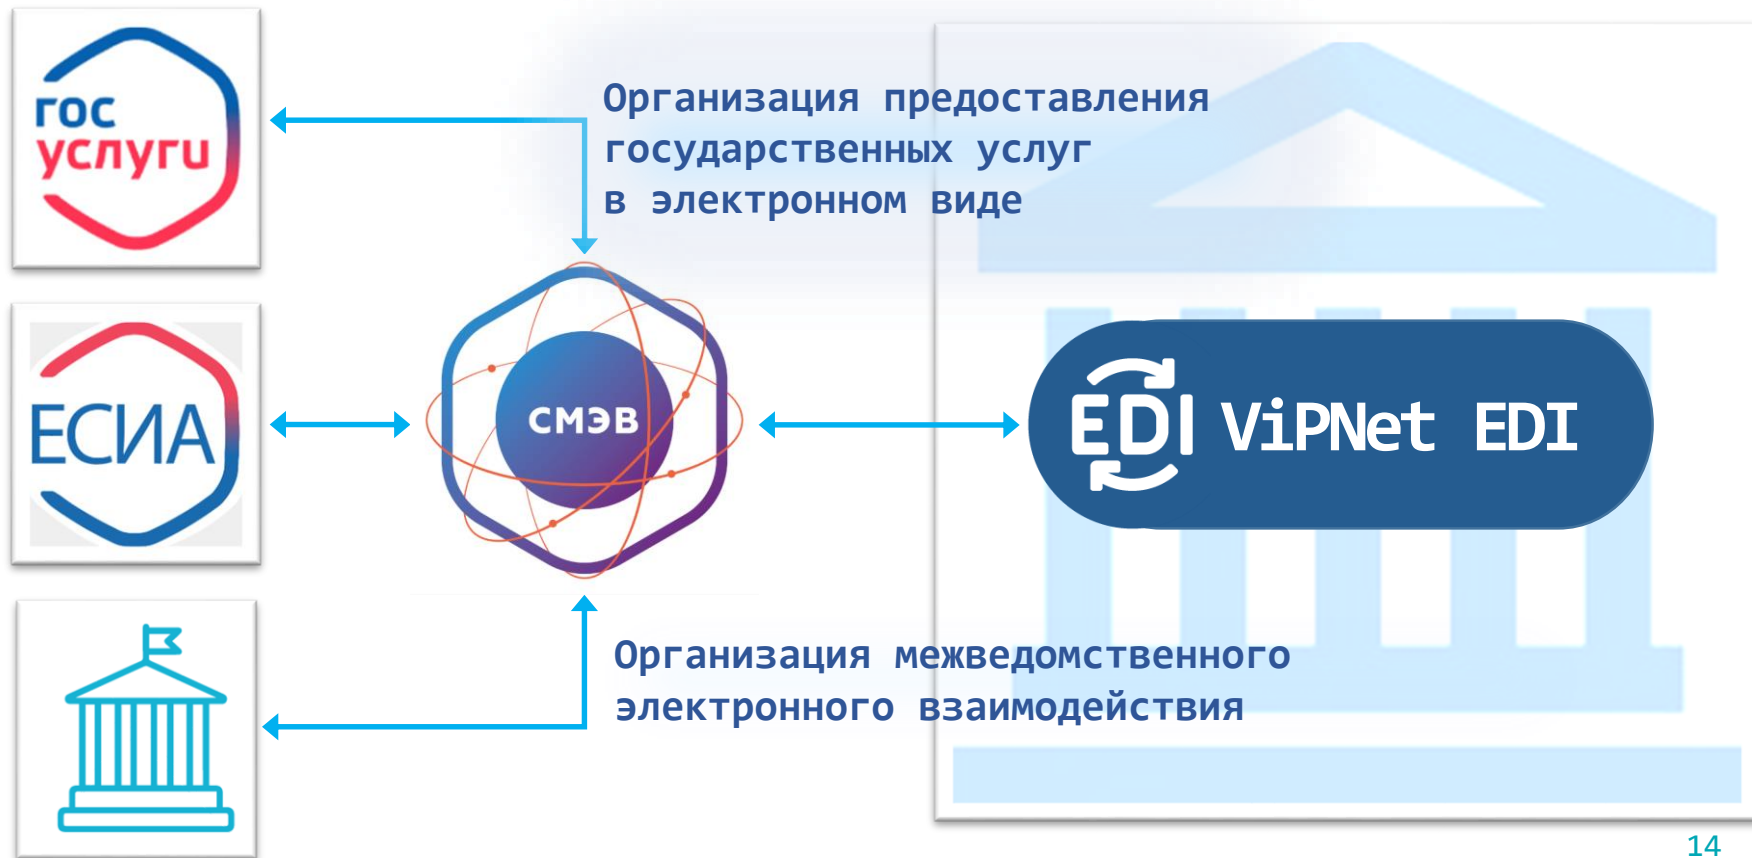 гос
услуги
Организация предоставления
государственных услуг
в электронном виде
ЕСИА
СМЭВ
EDI ViPNet EDI
Организация межведомственного
электронного взаимодействия
14